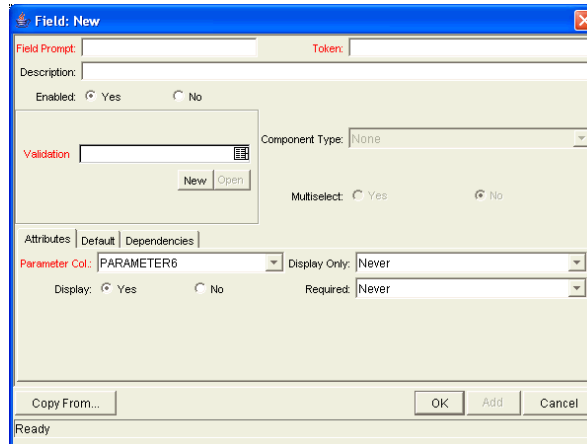 Field: New
Field Prompt: Token:
Description:
Enabled: Yes No
Validation
Component Type: None
New Open
Multiselect: Yes No
Attributes Default Dependencies
Parameter Col.: PARAMETER6 Display Only: Never
Display: Yes No Required: Never
Copy From... OK Add Cancel
Ready